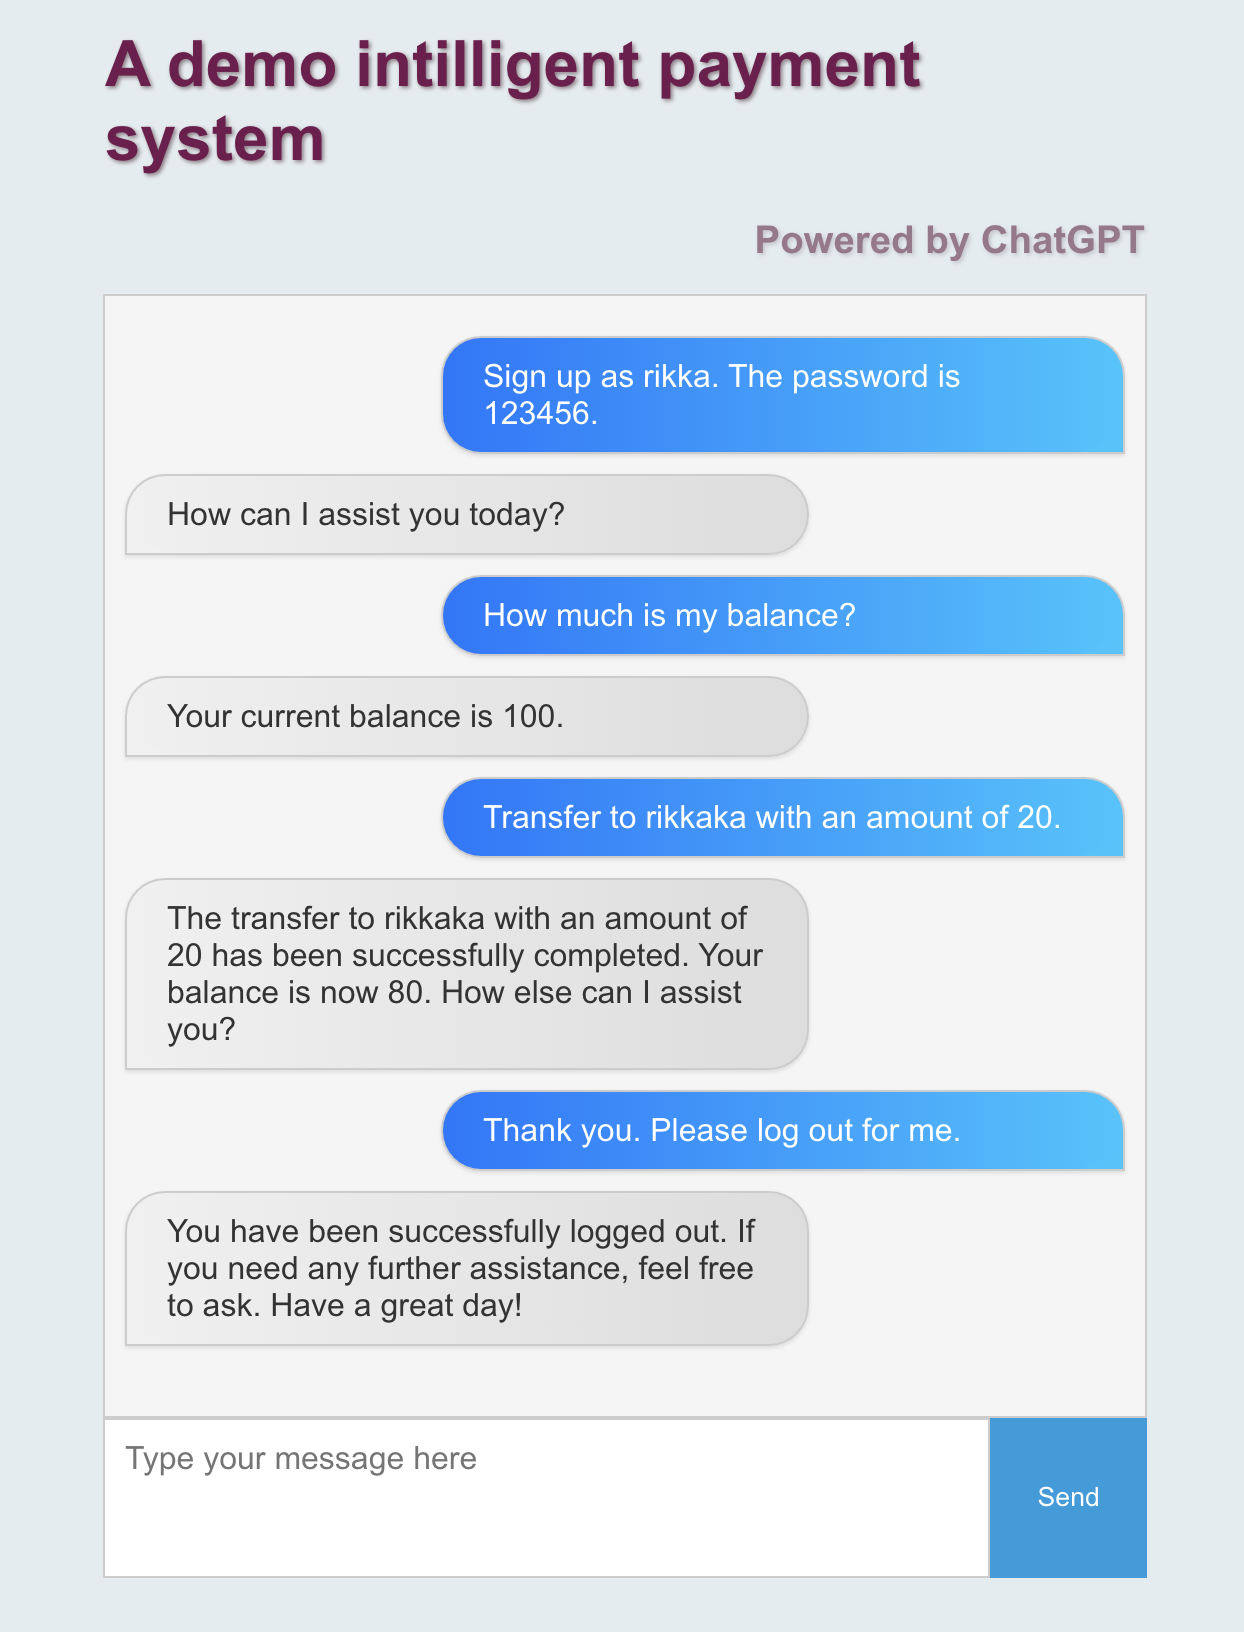 A demo intilligent payment
system
Powered by ChatGPT
Sign up as rikka. The password is
123456.
How can I assist you today?
How much is my balance?
Your current balance is 100.
Transfer to rikkaka with an amount of 20.
The transfer to rikkaka with an amount of
20 has been successfully completed. Your
balance is now 80. How else can I assist
you?
Thank you. Please log out for me.
You have been successfully logged out. If
you need any further assistance, feel free
to ask. Have a great day!
Type your message here
Send